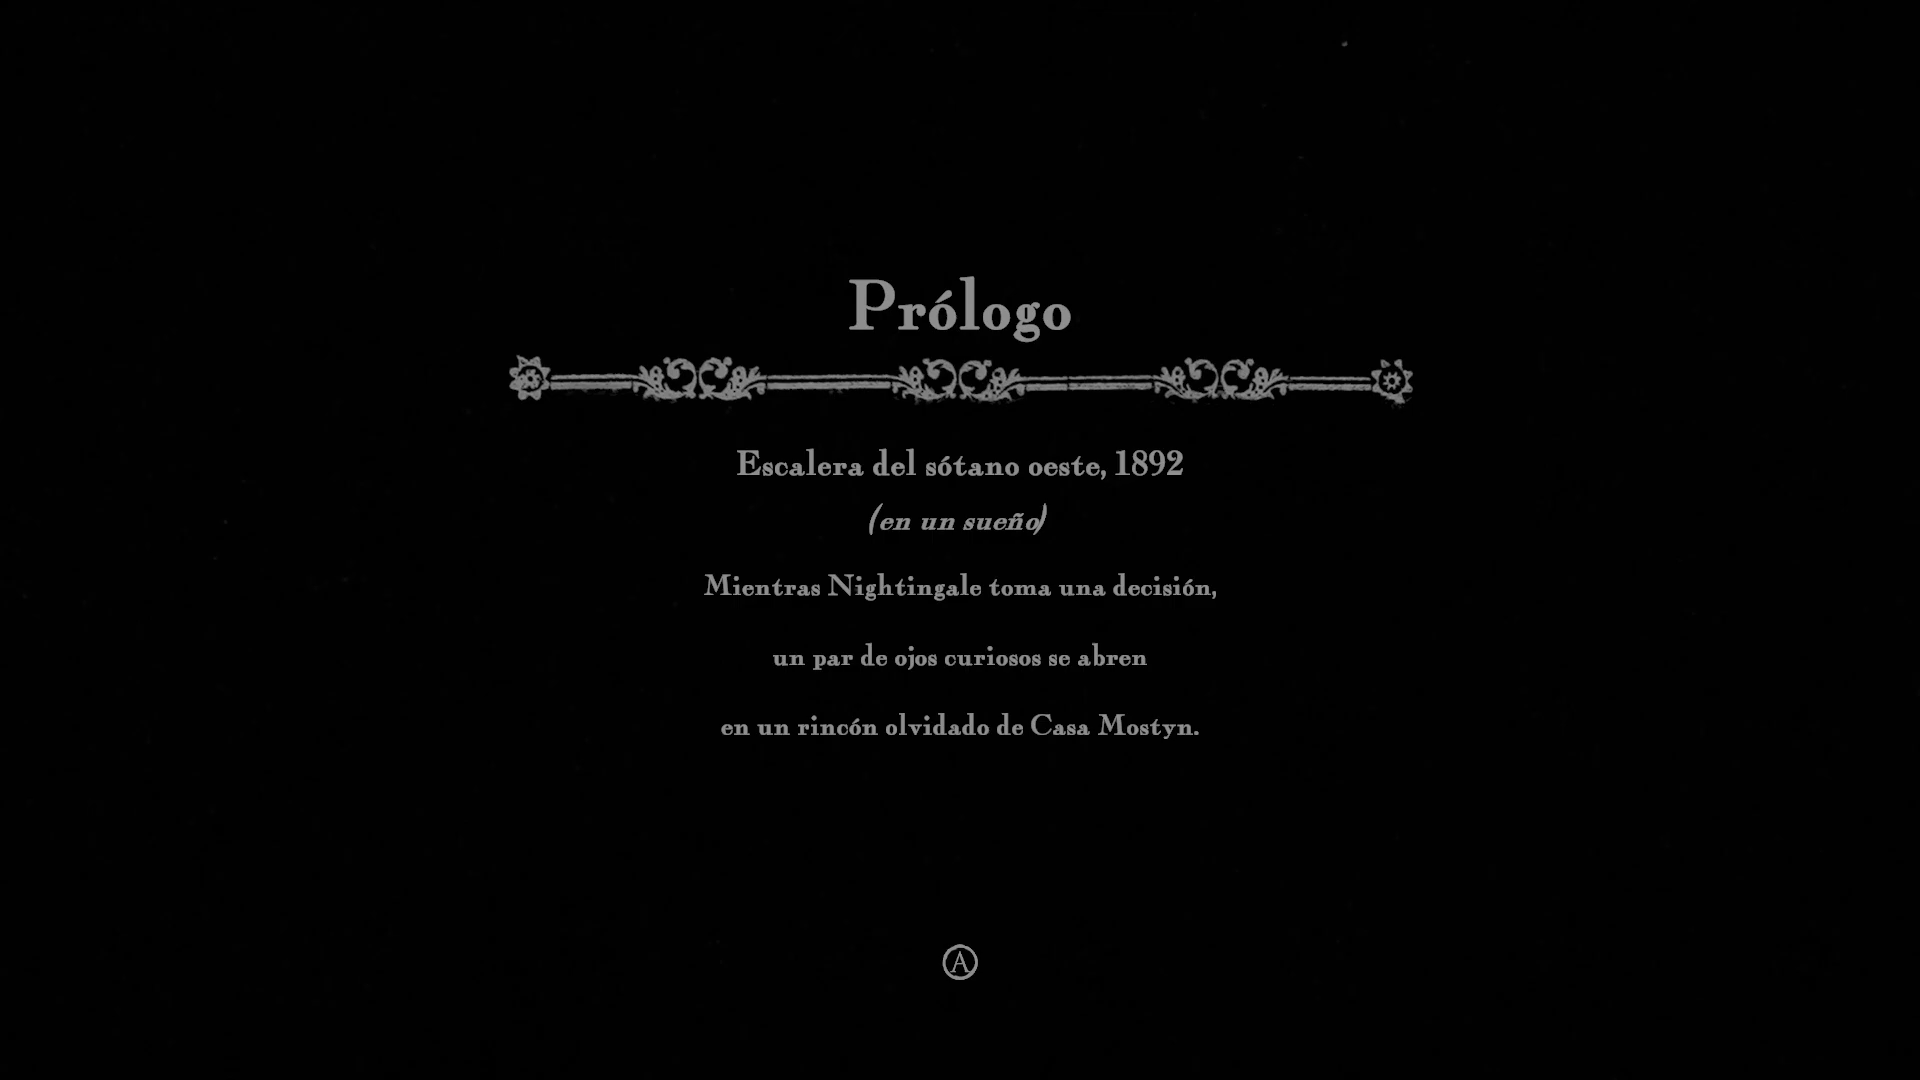 Prólogo
Escalera del sótano oeste, 1892
(en un sueño)
Mientras Nightingale toma una decisión,
un par de ojos curiosos se abren
en un rincón olvidado de Casa Mostyn.
A